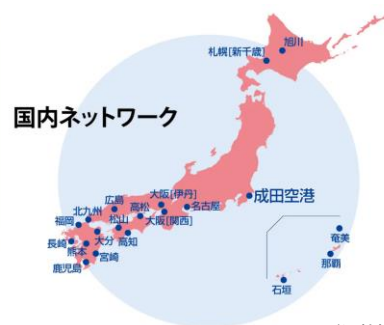 旭川
札幌[新千歳]
国内ネットワーク
成田空港
大阪[伊丹]
名古屋
広島
高松
大阪[関西]
北九州
松山
福岡
高知
大分
長崎
熊本
宮崎
鹿児島
奄美
那覇
石垣